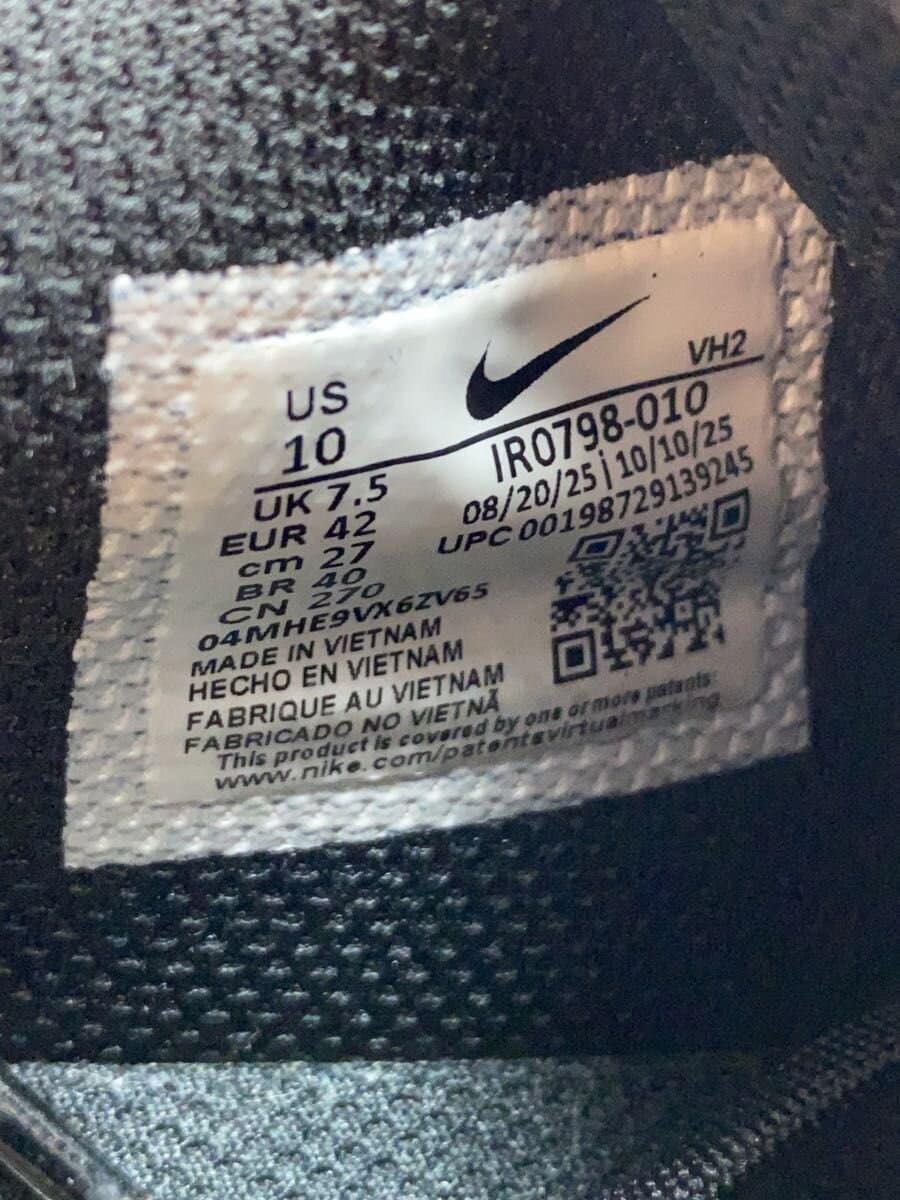 VH2
US
10
IR0798-010
08/20/25|10/10/25
UPC 00198729139245
UK 7.5
EUR 42
cm 27
BR 40
CN 270
04MHE9VX6ZV65
MADE IN VIETNAM
HECHO EN VIETNAM
FABRIQUE AU VIETNAM
FABRICADO NO VIETNÃ
This product is covered by one or more patents:
www.nike.com/patentsvirtualmarking